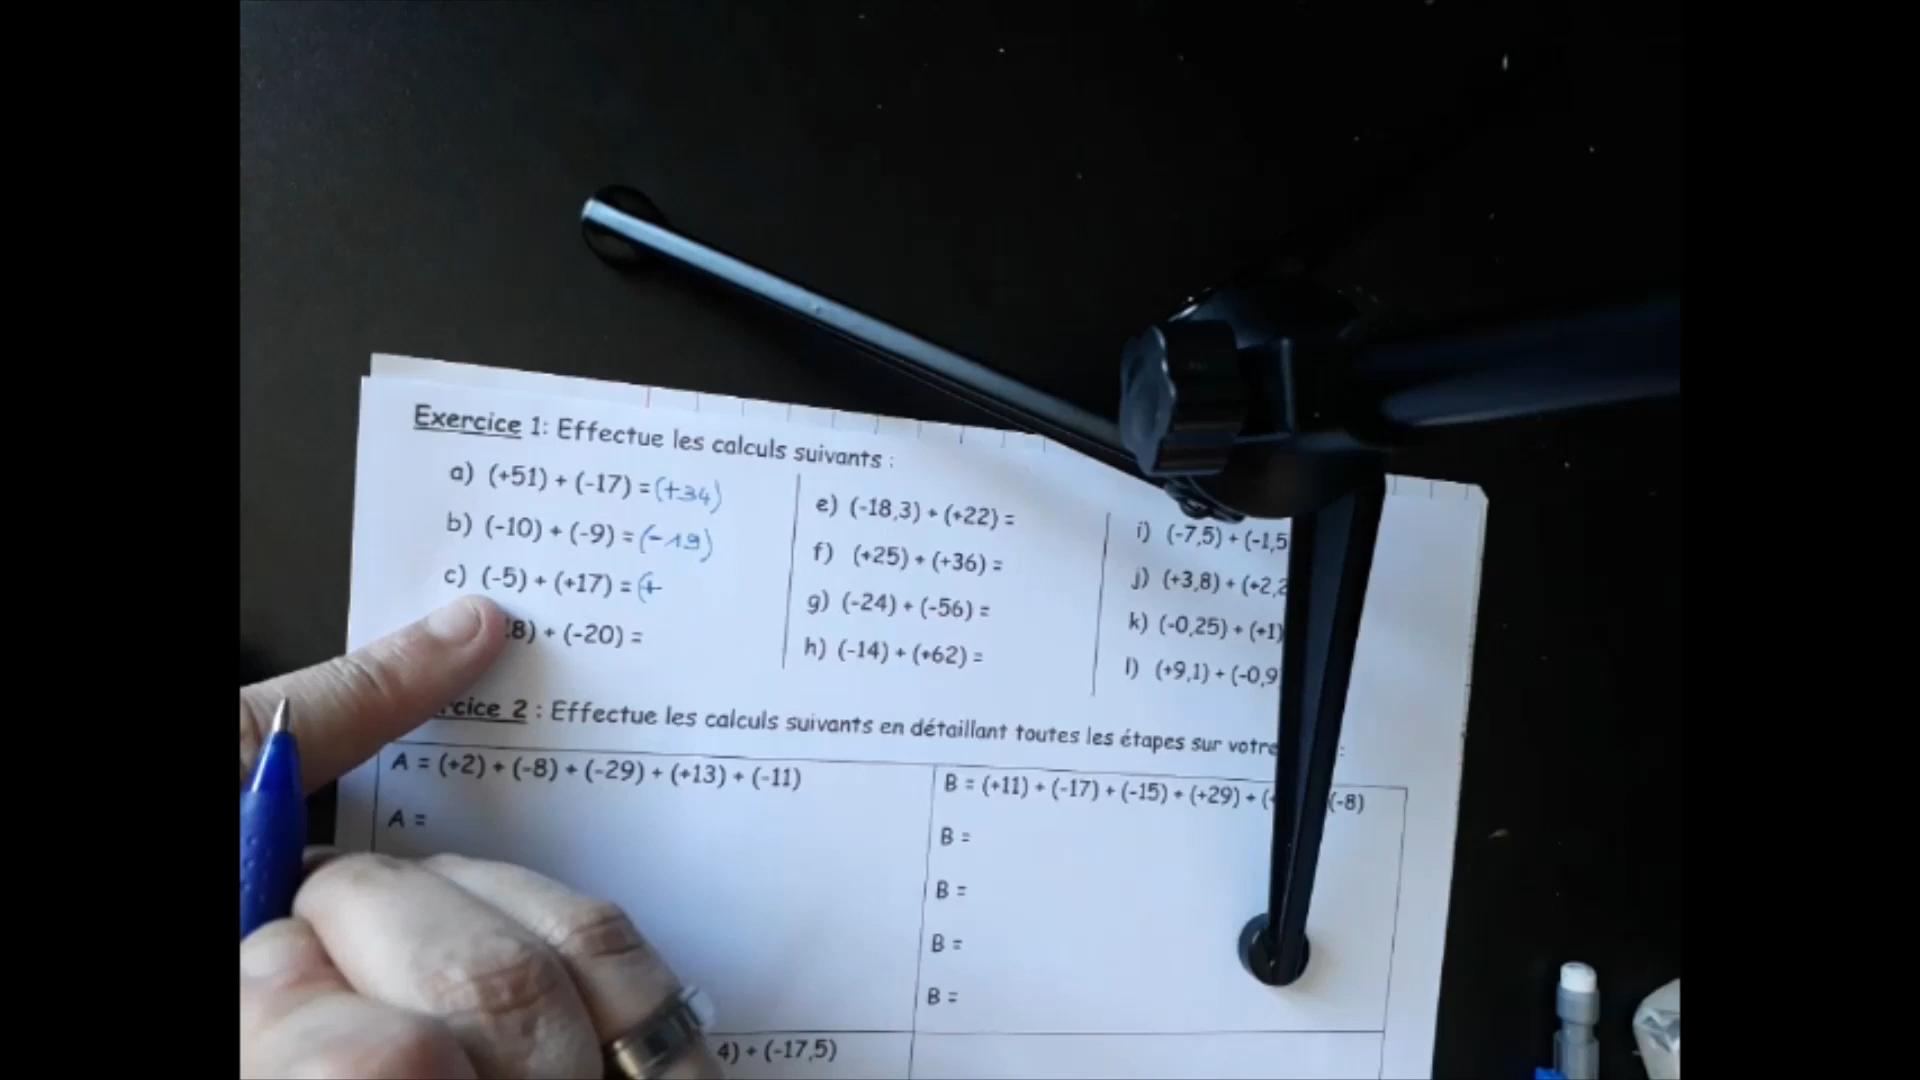 Exercice 1: Effectue les calculs suivants :
a) (+51) + (-17) = (+34)
b) (-10) + (-9) = (-19)
c) (-5) + (+17) = (+
8) + (-20) =
e) (-18,3) + (+22) =
f) (+25) + (+36) =
g) (-24) + (-56) =
h) (-14) + (+62) =
i) (-7,5) + (-1,5
j) (+3,8) + (+2,2
k) (-0,25) + (+1)
l) (+9,1) + (-0,9
rcice 2 : Effectue les calculs suivants en détaillant toutes les étapes sur votre :
A = (+2) + (-8) + (-29) + (+13) + (-11)
A =
B = (+11) + (-17) + (-15) + (+29) + (+ (-8)
B =
B =
B =
B =
4) + (-17,5)